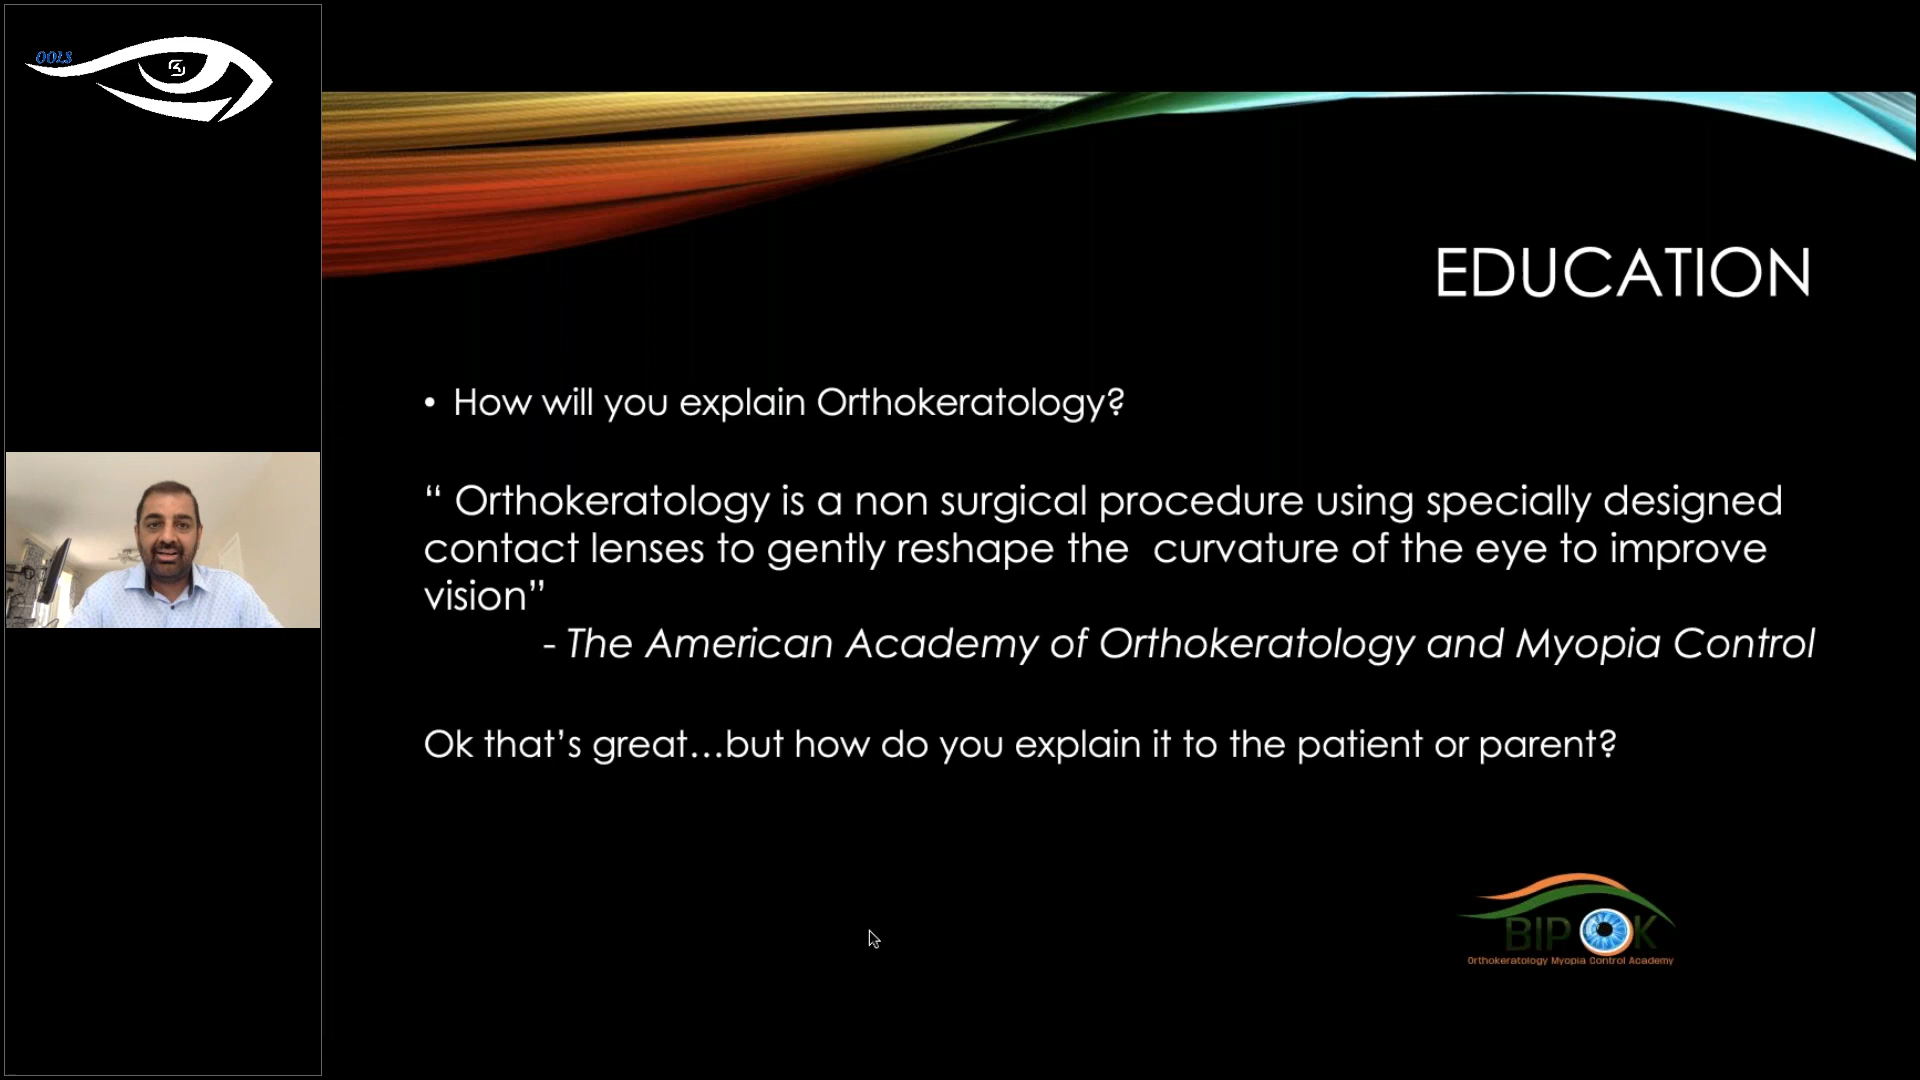 OOLS
EDUCATION
• How will you explain Orthokeratology?
“ Orthokeratology is a non surgical procedure using specially designed
contact lenses to gently reshape the curvature of the eye to improve
vision”
- The American Academy of Orthokeratology and Myopia Control
Ok that’s great...but how do you explain it to the patient or parent?
BIPOK
Orthokeratology Myopia Control Academy